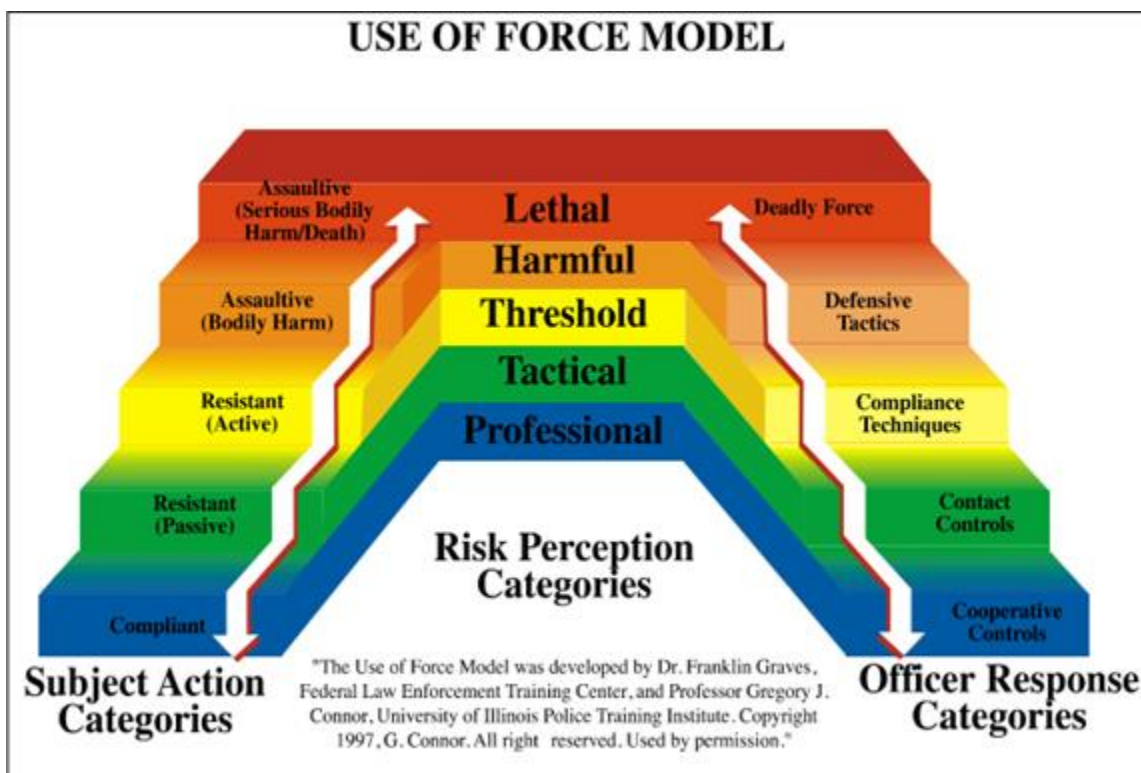 USE OF FORCE MODEL
Assaultive
(Serious Bodily
Harm/Death)
Lethal
Deadly Force
Harmful
Assaultive
(Bodily Harm)
Threshold
Defensive
Tactics
Tactical
Resistant
(Active)
Compliance
Techniques
Professional
Resistant
(Passive)
Contact
Controls
Risk Perception
Categories
Compliant
Cooperative
Controls
Subject Action
Categories
"The Use of Force Model was developed by Dr. Franklin Graves,
Federal Law Enforcement Training Center, and Professor Gregory J.
Connor, University of Illinois Police Training Institute. Copyright
1997, G. Connor. All right reserved. Used by permission."
Officer Response
Categories